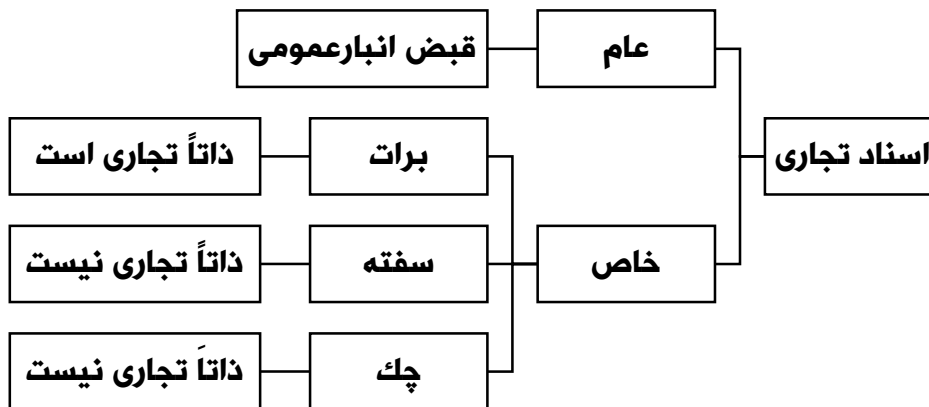 اسناد تجاری
عام
قبض انبارعمومی
خاص
برات
ذاتاً تجاری است
سفته
ذاتاً تجاری نیست
چك
ذاتاَ تجاری نیست